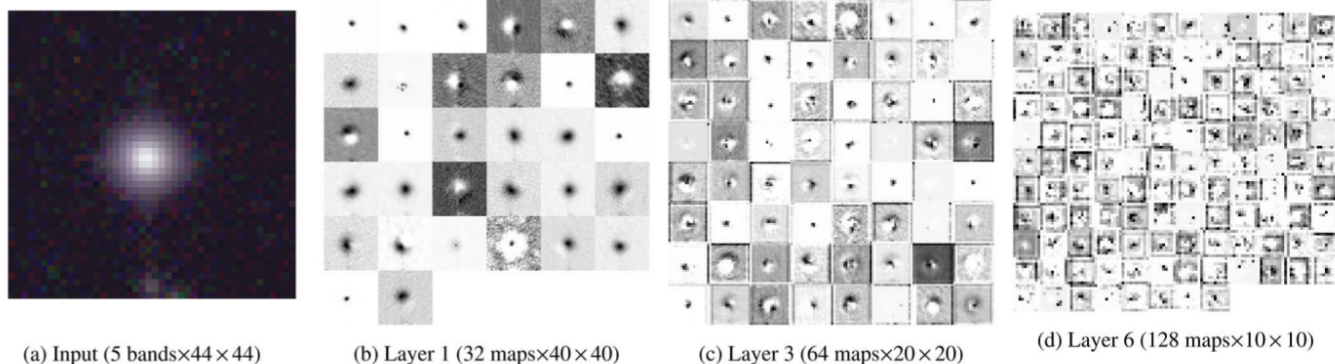 (a) Input (5 bands×44×44)
(b) Layer 1 (32 maps×40×40)
(c) Layer 3 (64 maps×20×20)
(d) Layer 6 (128 maps×10×10)